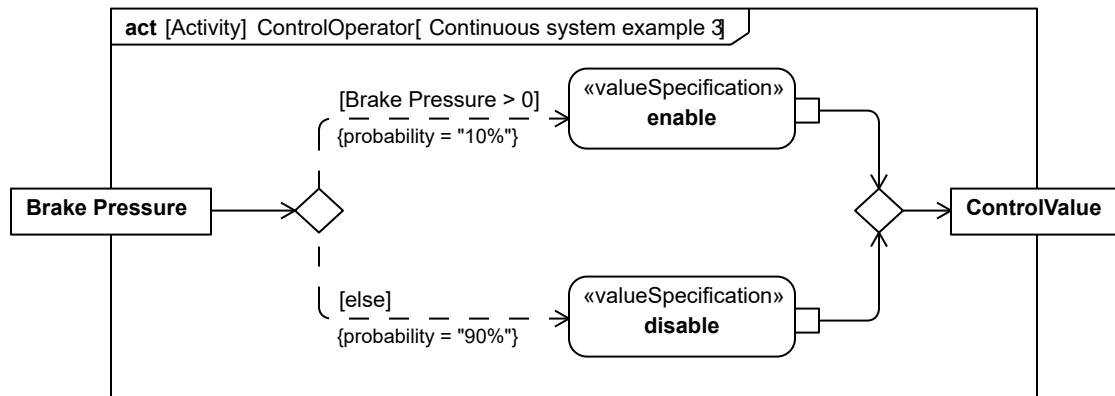 act [Activity] ControlOperator[ Continuous system example 3]
[Brake Pressure > 0]
{probability = "10%"}
«valueSpecification»
enable
Brake Pressure
ControlValue
[else]
{probability = "90%"}
«valueSpecification»
disable